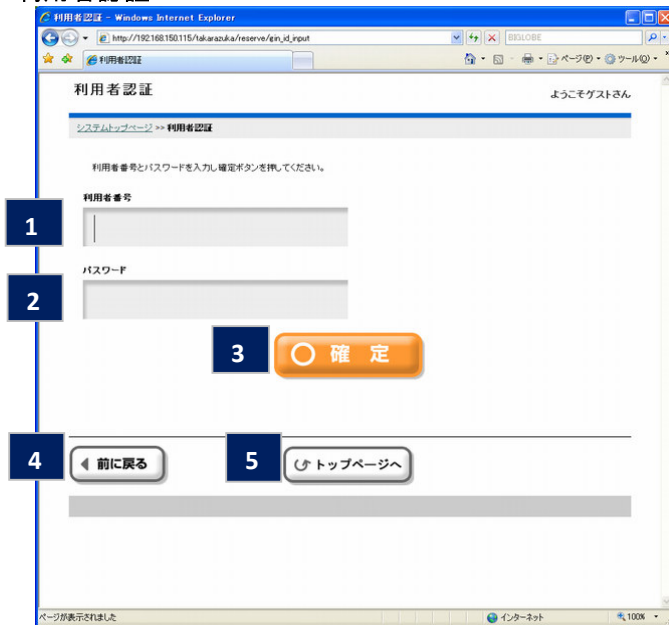 利用者認証 - Windows Internet Explorer
http://192.168.150.115/takarazuka/reserve/gin_id_input
BIGLOBE
利用者認証
ページ(P)
ツール(O)
利用者認証
ようこそゲストさん
システムトップページ >> 利用者認証
利用者番号とパスワードを入力し確定ボタンを押してください。
利用者番号
1
パスワード
2
3
確 定
4
前に戻る
5
トップページへ
ページが表示されました
インターネット
100%